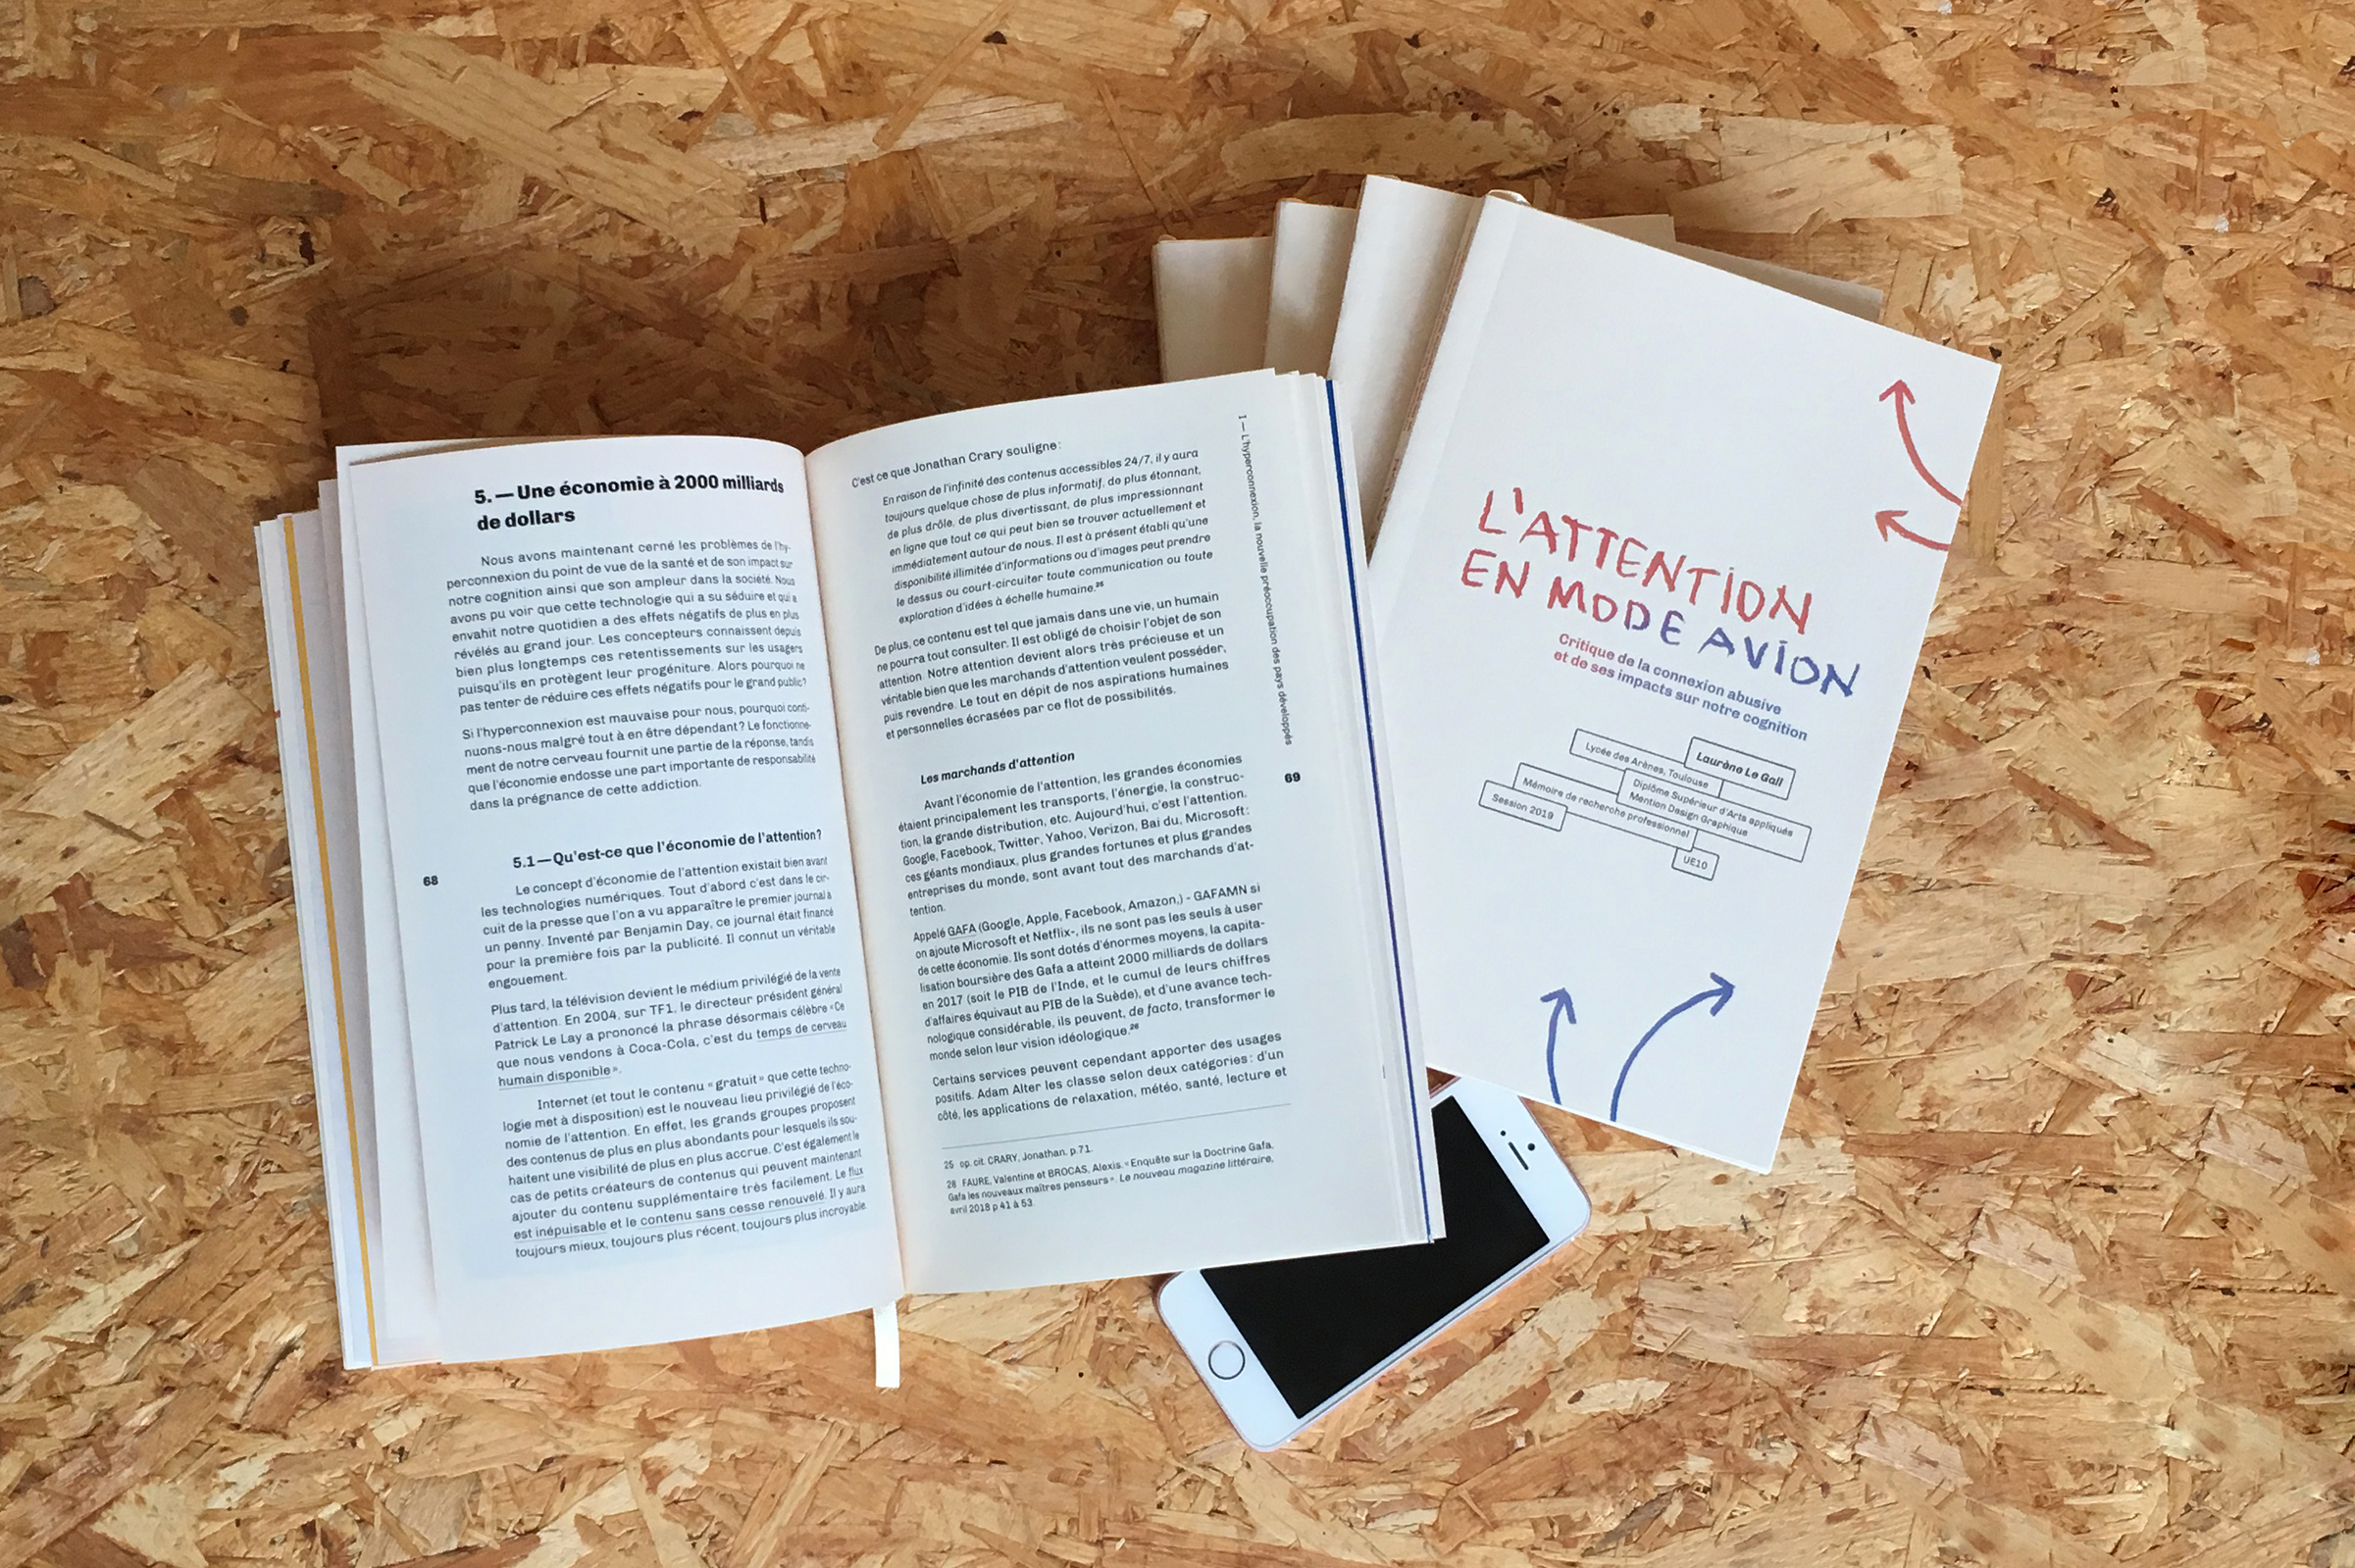 5. — Une économie à 2000 milliards
de dollars
Nous avons maintenant cerné les problèmes de l'hy-
perconnexion du point de vue de la santé et de son impact sur
notre cognition ainsi que son ampleur dans la société. Nous
avons pu voir que cette technologie qui a su séduire et qui a
envahit notre quotidien a des effets négatifs de plus en plus
révélés au grand jour. Les concepteurs connaissent depuis
bien plus longtemps ces retentissements sur les usagers
puisqu'ils en protègent leur progéniture. Alors pourquoi ne
pas tenter de réduire ces effets négatifs pour le grand public?
Si l'hyperconnexion est mauvaise pour nous, pourquoi conti-
nuons-nous malgré tout à en être dépendant? Le fonctionne-
ment de notre cerveau fournit une partie de la réponse, tandis
que l'économie endosse une part importante de responsabilité
dans la prégnance de cette addiction.
5.1 — Qu'est-ce que l'économie de l'attention?
68
Le concept d'économie de l'attention existait bien avant
les technologies numériques. Tout d'abord c'est dans le cir-
cuit de la presse que l'on a vu apparaître le premier journal à
un penny. Inventé par Benjamin Day, ce journal était financé
pour la première fois par la publicité. Il connut un véritable
engouement.
Plus tard, la télévision devient le médium privilégié de la vente
d'attention. En 2004, sur TF1, le directeur président général
Patrick Le Lay a prononcé la phrase désormais célèbre «Ce
que nous vendons à Coca-Cola, c'est du temps de cerveau
humain disponible».
Internet (et tout le contenu «gratuit» que cette techno-
logie met à disposition) est le nouveau lieu privilégié de l'éco-
nomie de l'attention. En effet, les grands groupes proposent
des contenus de plus en plus abondants pour lesquels ils sou-
haitent une visibilité de plus en plus accrue. C'est également le
cas de petits créateurs de contenus qui peuvent maintenant
ajouter du contenu supplémentaire très facilement. Le flux
est inépuisable et le contenu sans cesse renouvelé. Il y aura
toujours mieux, toujours plus récent, toujours plus incroyable.
C'est ce que Jonathan Crary souligne:
En raison de l'infinité des contenus accessibles 24/7, il y aura
toujours quelque chose de plus informatif, de plus étonnant,
de plus drôle, de plus divertissant, de plus impressionnant
en ligne que tout ce qui peut bien se trouver actuellement et
immédiatement autour de nous. Il est à présent établi qu'une
disponibilité illimitée d'informations ou d'images peut prendre
le dessus ou court-circuiter toute communication ou toute
exploration d'idées à échelle humaine.25
De plus, ce contenu est tel que jamais dans une vie, un humain
ne pourra tout consulter. Il est obligé de choisir l'objet de son
attention. Notre attention devient alors très précieuse et un
véritable bien que les marchands d'attention veulent posséder,
puis revendre. Le tout en dépit de nos aspirations humaines
et personnelles écrasées par ce flot de possibilités.
Les marchands d'attention
Avant l'économie de l'attention, les grandes économies
étaient principalement les transports, l'énergie, la construc-
tion, la grande distribution, etc. Aujourd'hui, c'est l'attention.
Google, Facebook, Twitter, Yahoo, Verizon, Bai du, Microsoft:
ces géants mondiaux, plus grandes fortunes et plus grandes
entreprises du monde, sont avant tout des marchands d'at-
tention.
Appelé GAFA (Google, Apple, Facebook, Amazon,) - GAFAMN si
on ajoute Microsoft et Netflix-, ils ne sont pas les seuls à user
de cette économie. Ils sont dotés d'énormes moyens, la capita-
lisation boursière des Gafa a atteint 2000 milliards de dollars
en 2017 (soit le PIB de l'Inde, et le cumul de leurs chiffres
d'affaires équivaut au PIB de la Suède), et d'une avance tech-
nologique considérable, ils peuvent, de facto, transformer le
monde selon leur vision idéologique.26
Certains services peuvent cependant apporter des usages
positifs. Adam Alter les classe selon deux catégories: d'un
côté, les applications de relaxation, météo, santé, lecture et
25 op. cit. CRARY, Jonathan. p.71.
26 FAURE, Valentine et BROCAS, Alexis. «Enquête sur la Doctrine Gafa.
Gafa les nouveaux maîtres penseurs». Le nouveau magazine littéraire,
avril 2018 p 41 à 53.
I — L'hyperconnexion, la nouvelle préoccupation des pays développés
69
L'ATTENTION
EN MODE AVION
Critique de la connexion abusive
et de ses impacts sur notre cognition
Laurène Le Gall
Lycée des Arènes, Toulouse
Diplôme Supérieur d'Arts appliqués
Mention Design Graphique
Mémoire de recherche professionnel
Session 2019
UE10